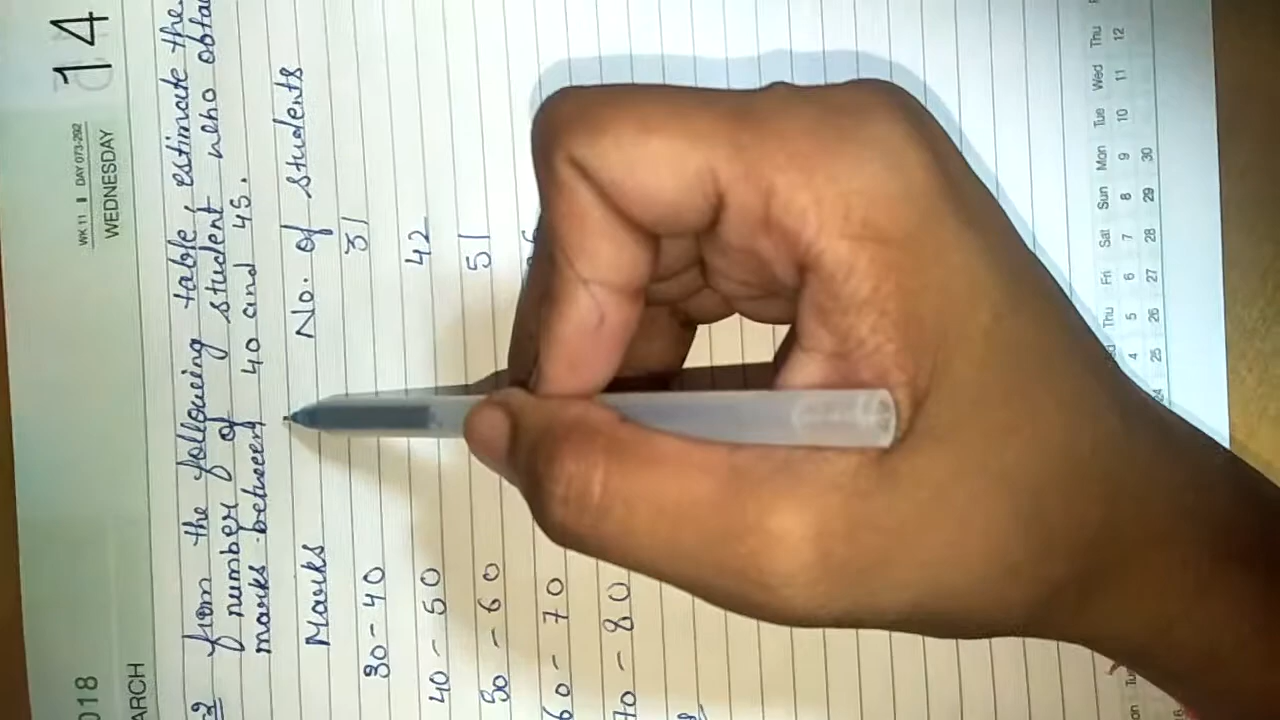 WK 11 DAY 073-292 14
MARCH WEDNESDAY
2 from the following table, estimate the
number of student who
marks between 40 and 45.
Marks No. of students
30-40 31
40-50 42
50-60 51
60-70
70-80
Thu Fri Sat Sun Mon Tue Wed Thu
4 5 6 7 8 9 10 11 12
25 26 27 28 29 30